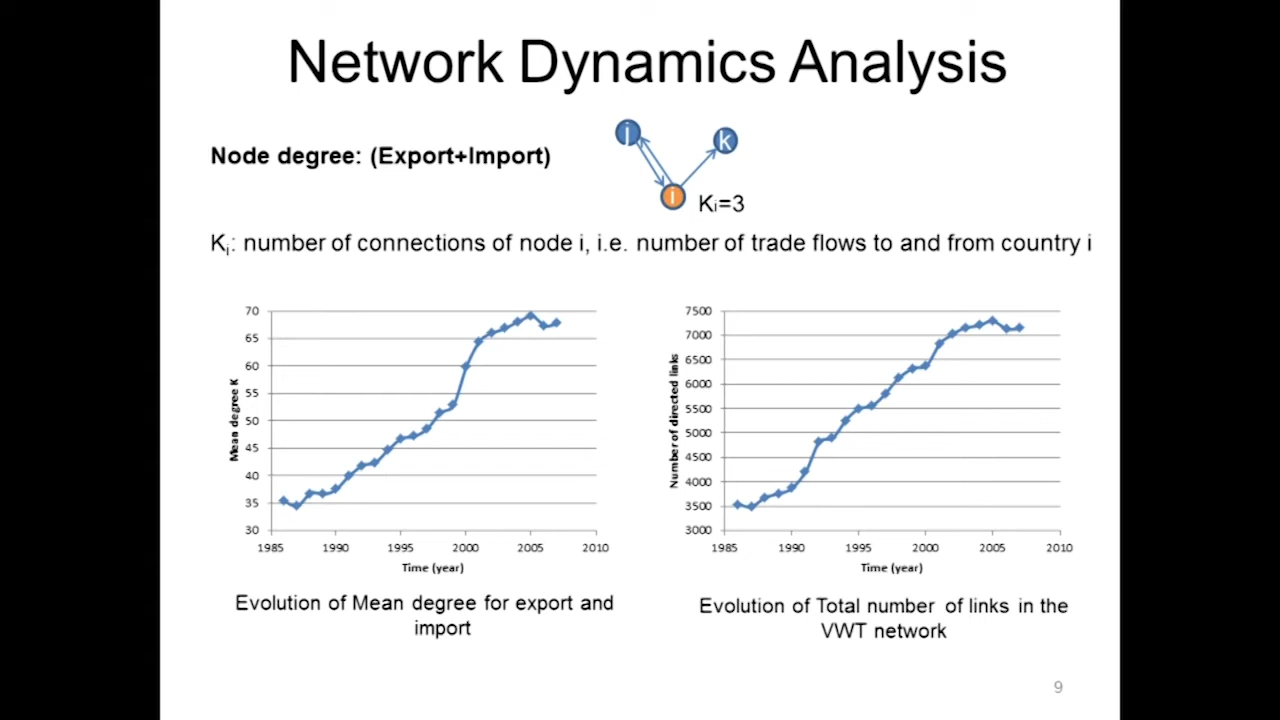 Network Dynamics Analysis
j
k
Node degree: (Export+Import)
i
Ki=3
Ki: number of connections of node i, i.e. number of trade flows to and from country i
70
65
60
55
50
45
40
35
30
Mean degree K
1985 1990 1995 2000 2005 2010
Time (year)
Evolution of Mean degree for export and
import
7500
7000
6500
6000
5500
5000
4500
4000
3500
3000
Number of directed links
1985 1990 1995 2000 2005 2010
Time (year)
Evolution of Total number of links in the
VWT network
9